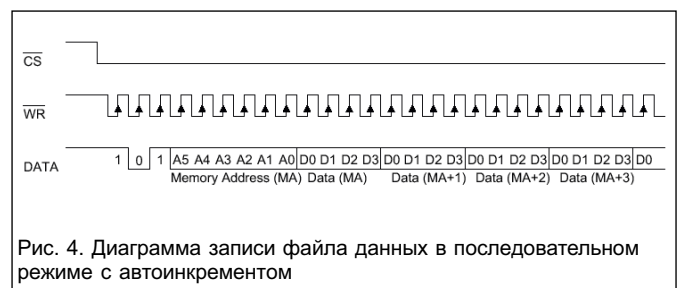 CS
WR
DATA 1 0 1 A5 A4 A3 A2 A1 A0 D0 D1 D2 D3 D0 D1 D2 D3 D0 D1 D2 D3 D0 D1 D2 D3 D0
Memory Address (MA) Data (MA) Data (MA+1) Data (MA+2) Data (MA+3)
Рис. 4. Диаграмма записи файла данных в последовательном
режиме с автоинкрементом